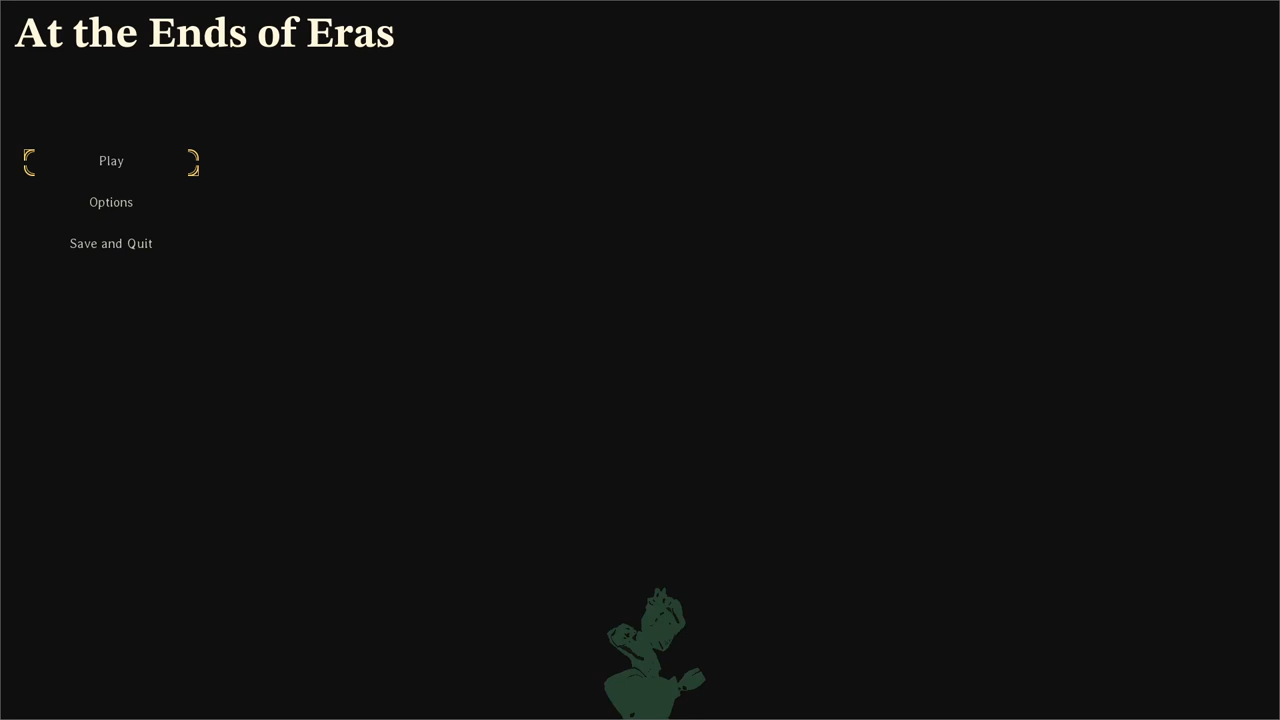 At the Ends of Eras
Play
Options
Save and Quit